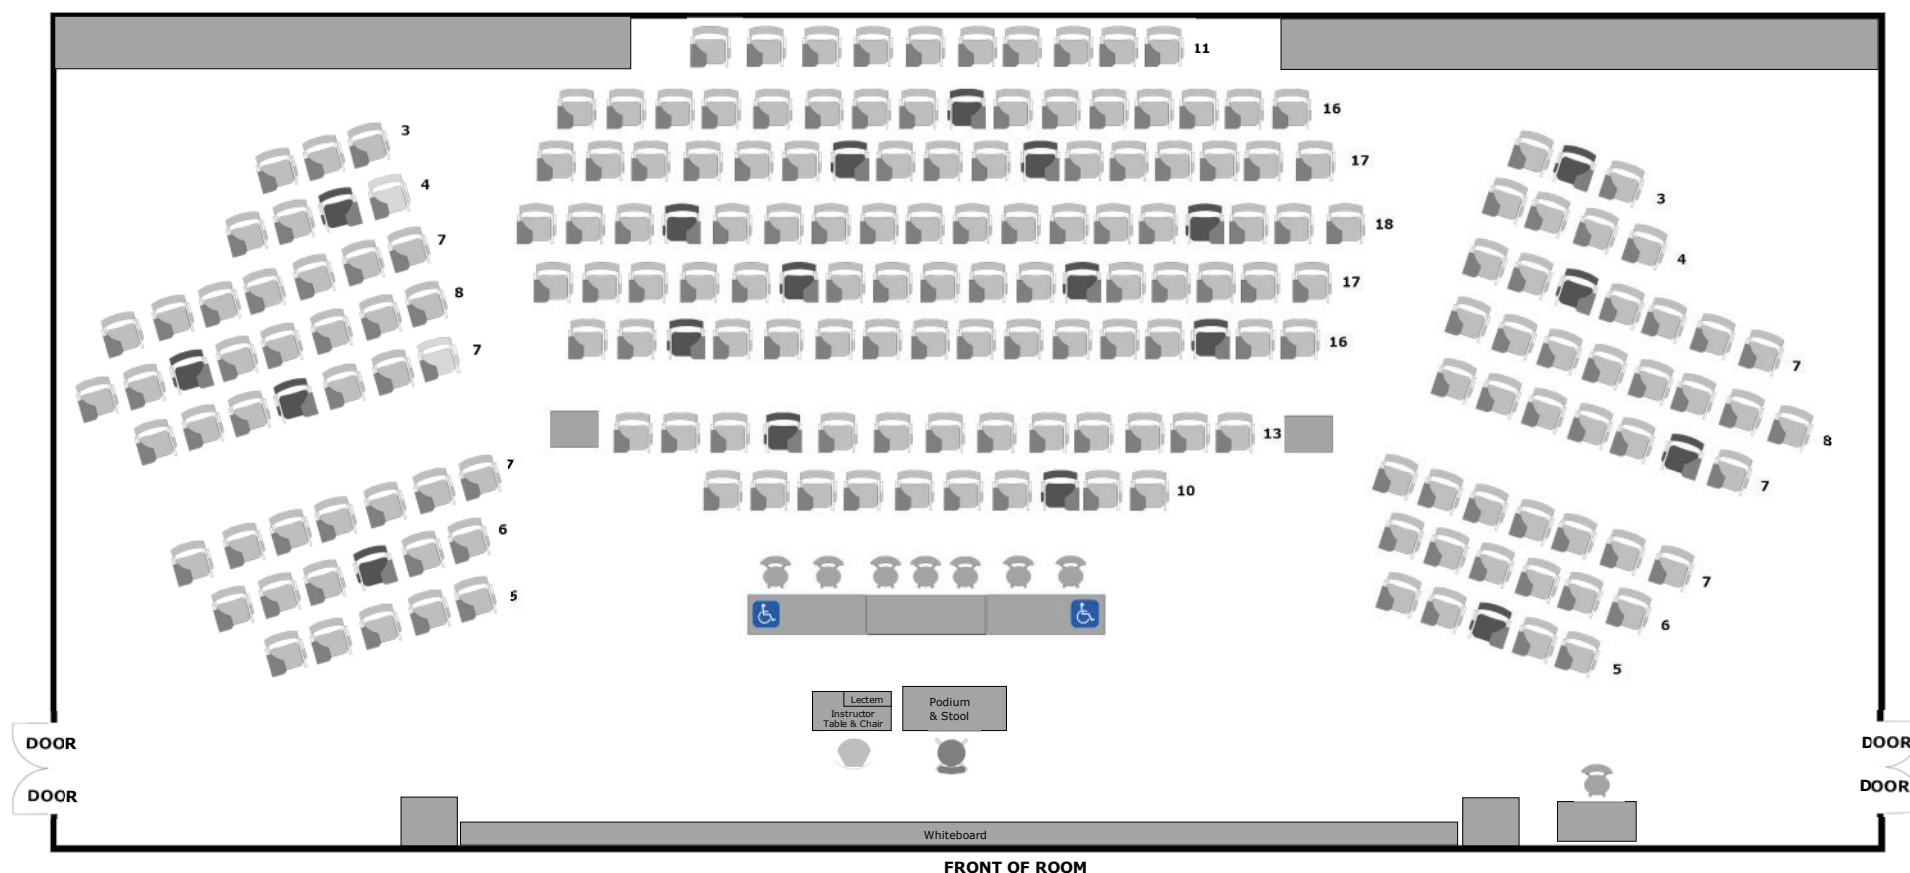 11
16
3
17
4
3
18
7
4
17
8
16
7
7
13
8
7
7
10
6
7
5
6
5
Lectern
Instructor
Table & Chair
Podium
& Stool
DOOR
DOOR
DOOR
DOOR
Whiteboard
FRONT OF ROOM